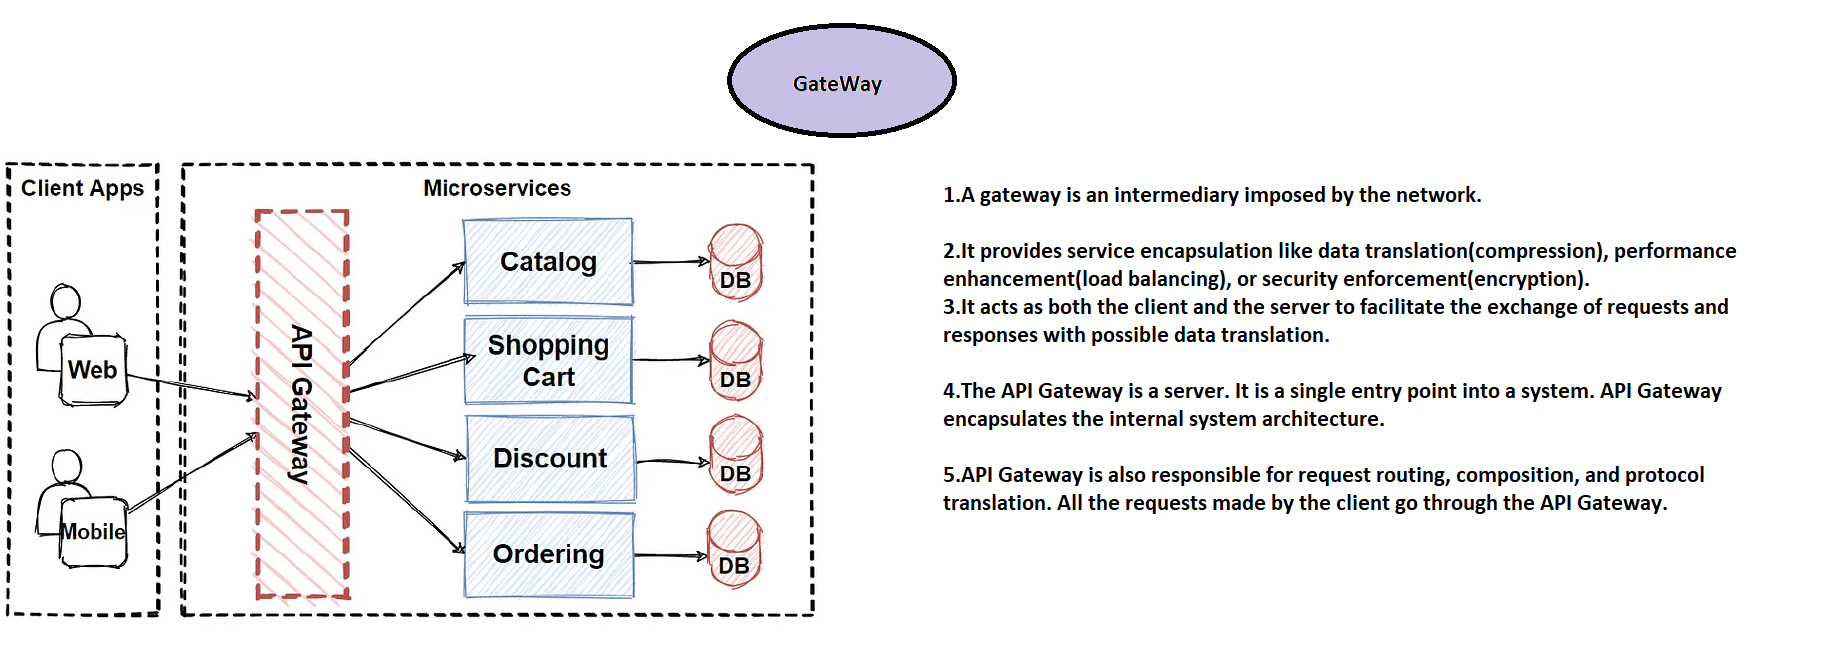 GateWay
Client Apps
Web
Mobile
Microservices
API Gateway
Catalog
DB
Shopping
Cart
DB
Discount
DB
Ordering
DB
1.A gateway is an intermediary imposed by the network.
2.It provides service encapsulation like data translation(compression), performance
enhancement(load balancing), or security enforcement(encryption).
3.It acts as both the client and the server to facilitate the exchange of requests and
responses with possible data translation.
4.The API Gateway is a server. It is a single entry point into a system. API Gateway
encapsulates the internal system architecture.
5.API Gateway is also responsible for request routing, composition, and protocol
translation. All the requests made by the client go through the API Gateway.